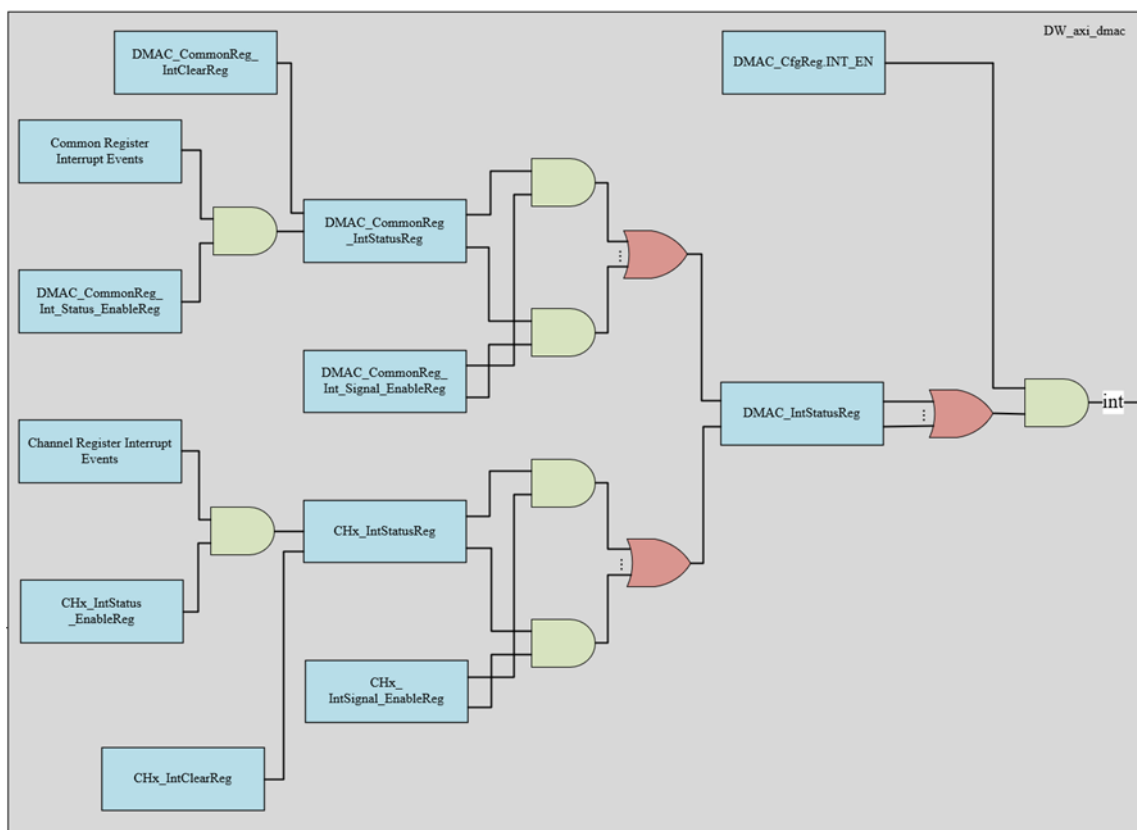 DW_axi_dmac
DMAC_CommonReg_
IntClearReg
DMAC_CfgReg.INT_EN
Common Register
Interrupt Events
DMAC_CommonReg
_IntStatusReg
DMAC_CommonReg_
Int_Status_EnableReg
DMAC_CommonReg_
Int_Signal_EnableReg
DMAC_IntStatusReg
int
Channel Register Interrupt
Events
CHx_IntStatusReg
CHx_IntStatus
_EnableReg
CHx_
IntSignal_EnableReg
CHx_IntClearReg